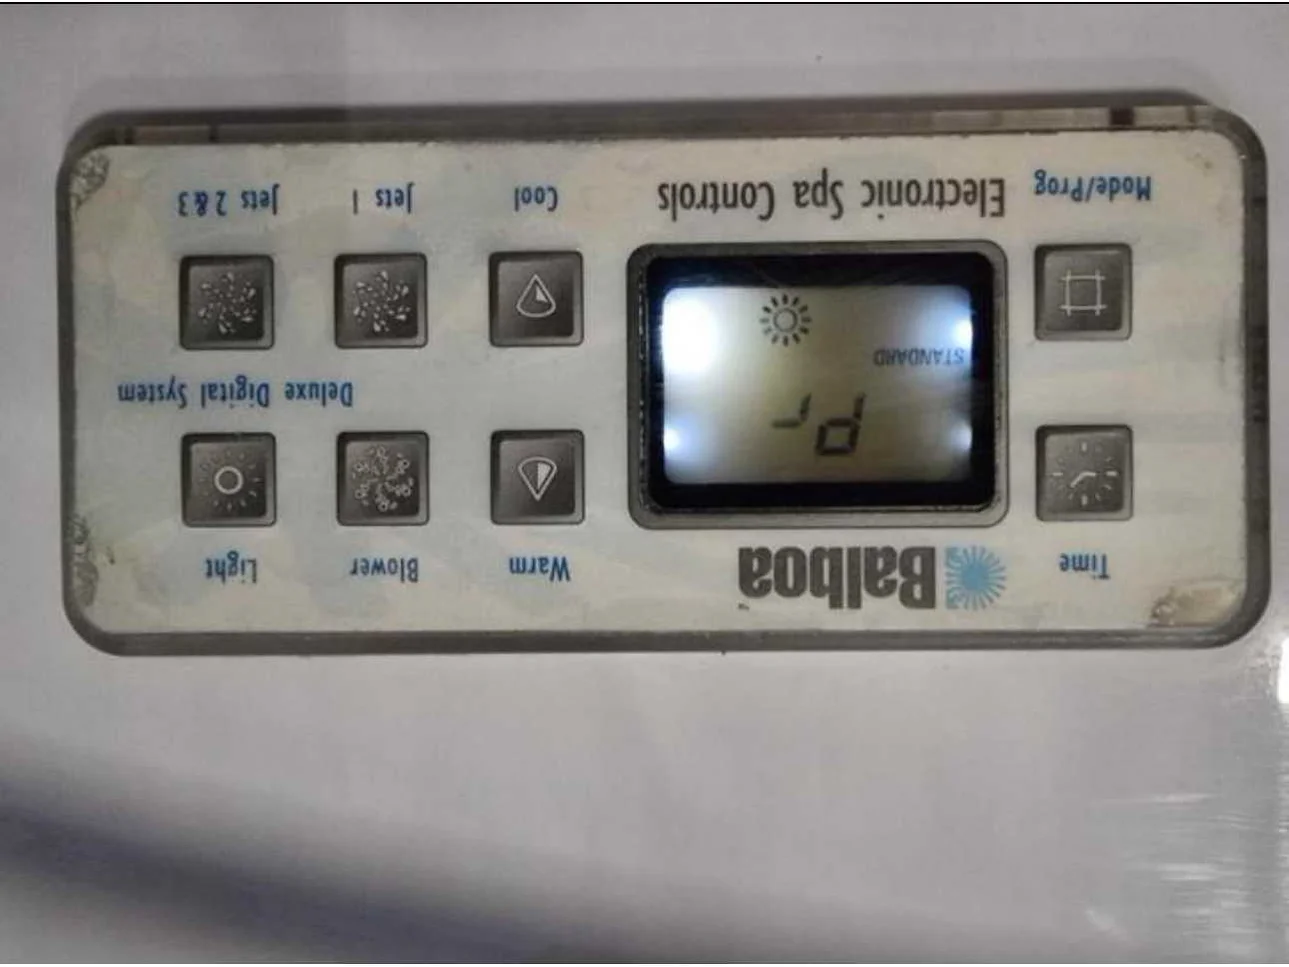 Time
Balboa
Warm
Blower
Light
Pr
STANDARD
Deluxe Digital System
Mode/Prog
Electronic Spa Controls
Cool
Jets 1
Jets 2 & 3